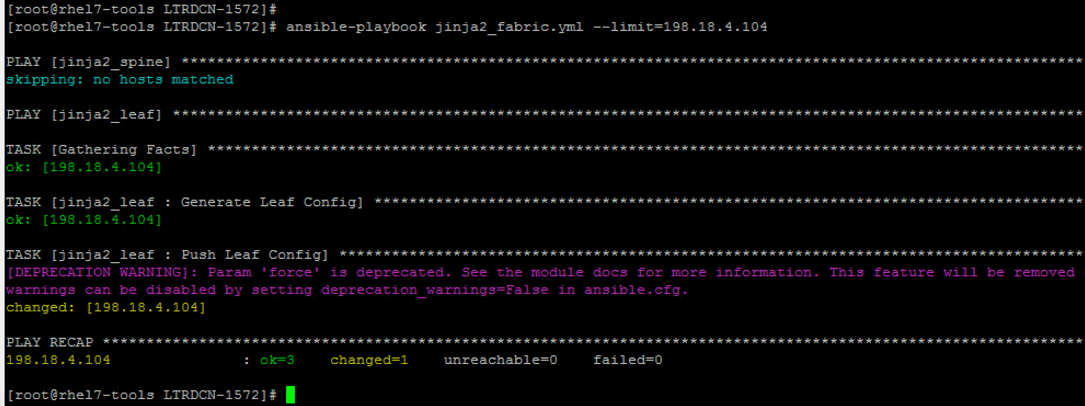 [root@rhel7-tools LTRDCN-1572]#
[root@rhel7-tools LTRDCN-1572]# ansible-playbook jinja2_fabric.yml --limit=198.18.4.104
PLAY [jinja2_spine] *******************************************************************************************************
skipping: no hosts matched
PLAY [jinja2_leaf] ********************************************************************************************************
TASK [Gathering Facts] ****************************************************************************************************
ok: [198.18.4.104]
TASK [jinja2_leaf : Generate Leaf Config] *********************************************************************************
ok: [198.18.4.104]
TASK [jinja2_leaf : Push Leaf Config] *************************************************************************************
[DEPRECATION WARNING]: Param 'force' is deprecated. See the module docs for more information. This feature will be removed
warnings can be disabled by setting deprecation_warnings=False in ansible.cfg.
changed: [198.18.4.104]
PLAY RECAP ****************************************************************************************************************
198.18.4.104 : ok=3 changed=1 unreachable=0 failed=0
[root@rhel7-tools LTRDCN-1572]#